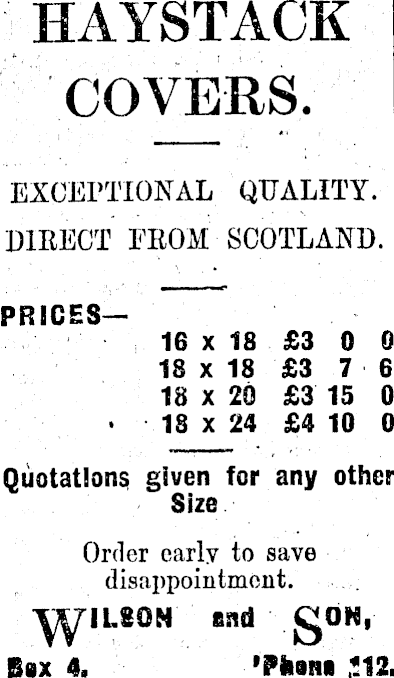 HAYSTACK
COVERS.
EXCEPTIONAL QUALITY.
DIRECT FROM SCOTLAND.
PRICES—
16 x 18 £3 0 0
18 x 18 £3 7 6
18 x 20 £3 15 0
18 x 24 £4 10 0
Quotations given for any other
Size
Order early to save
disappointment.
WILSON and SON,
Box 4. 'Phone 112.